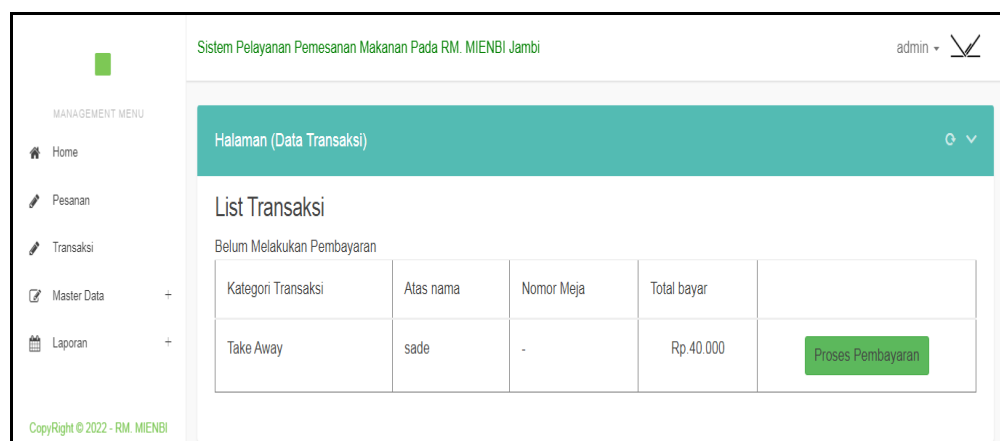 Sistem Pelayanan Pemesanan Makanan Pada RM. MIENBI Jambi
admin
MANAGEMENT MENU
Home
Pesanan
Transaksi
Master Data +
Laporan +
CopyRight © 2022 - RM. MIENBI
Halaman (Data Transaksi)
List Transaksi
Belum Melakukan Pembayaran
Kategori Transaksi Atas nama Nomor Meja Total bayar
Take Away sade - Rp.40.000 Proses Pembayaran